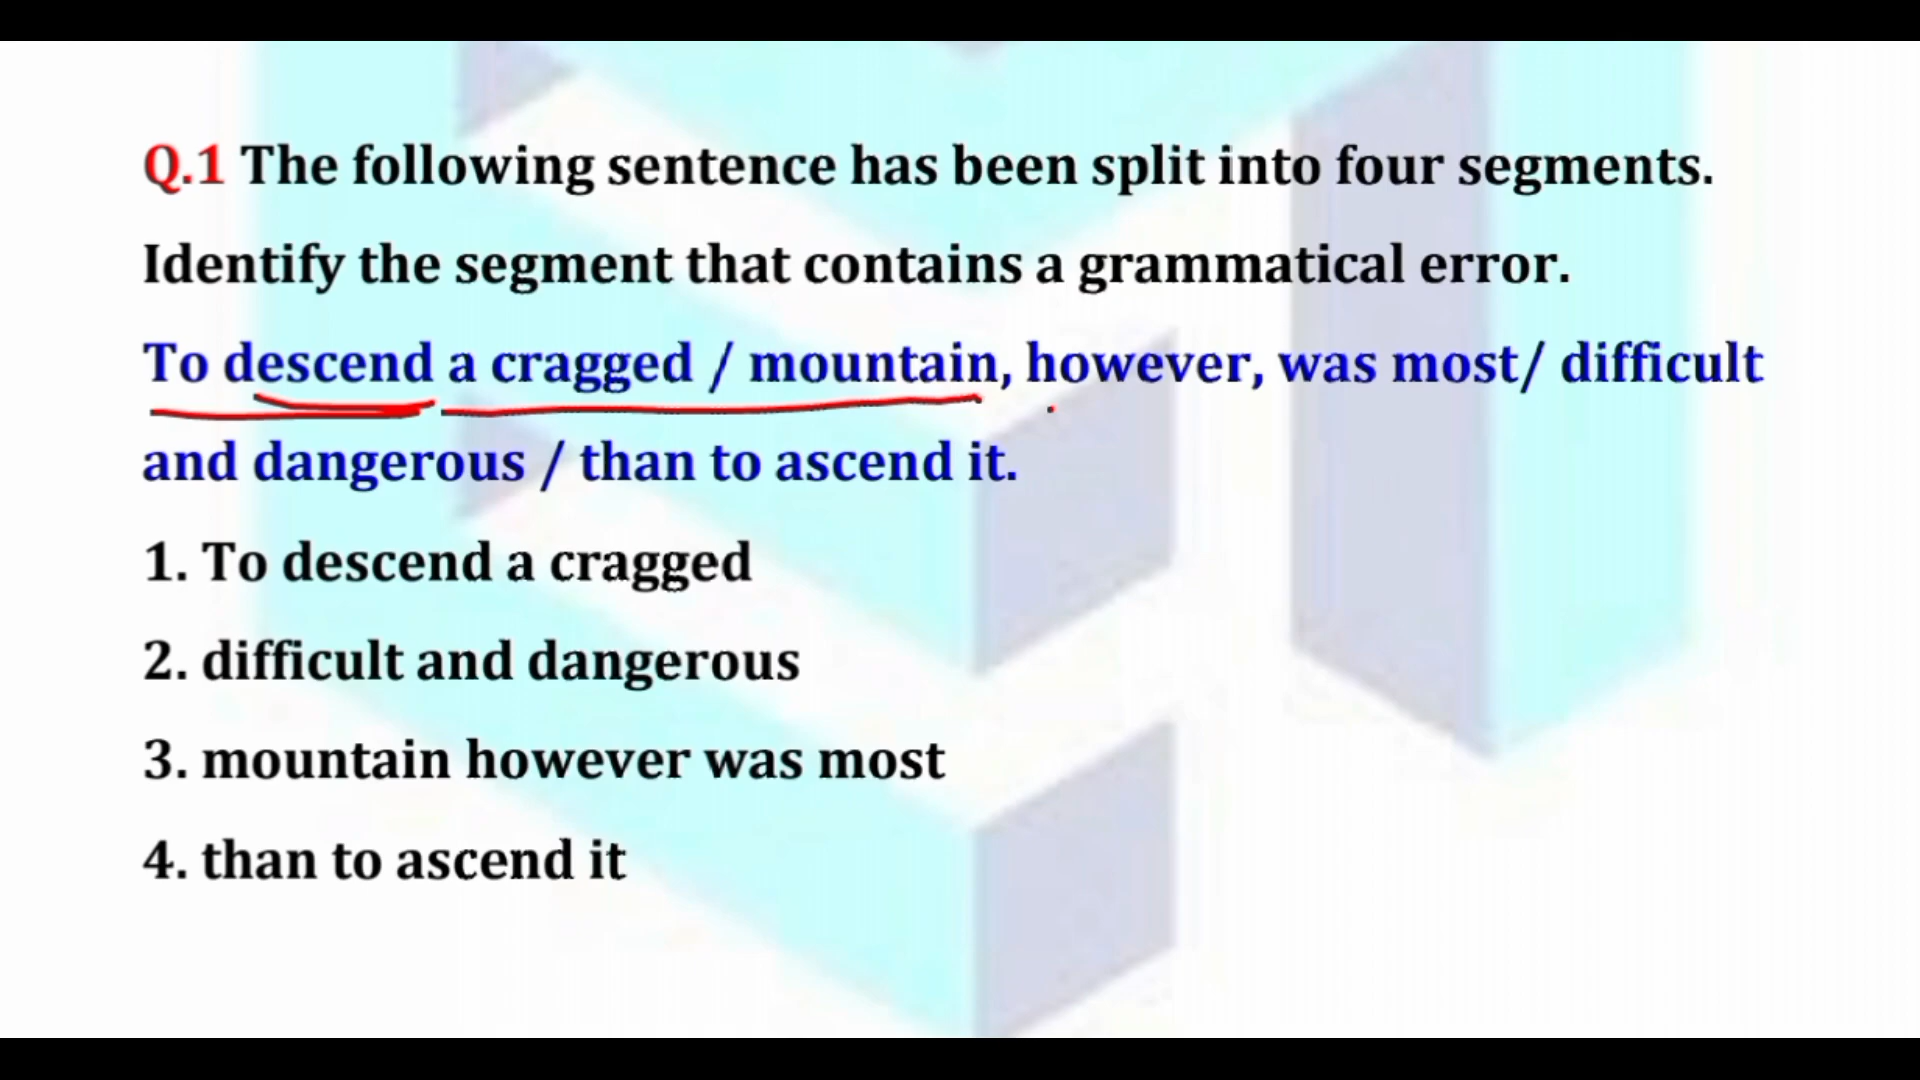 Q.1 The following sentence has been split into four segments.
Identify the segment that contains a grammatical error.
To descend a cragged / mountain, however, was most/ difficult
and dangerous / than to ascend it.
1. To descend a cragged
2. difficult and dangerous
3. mountain however was most
4. than to ascend it